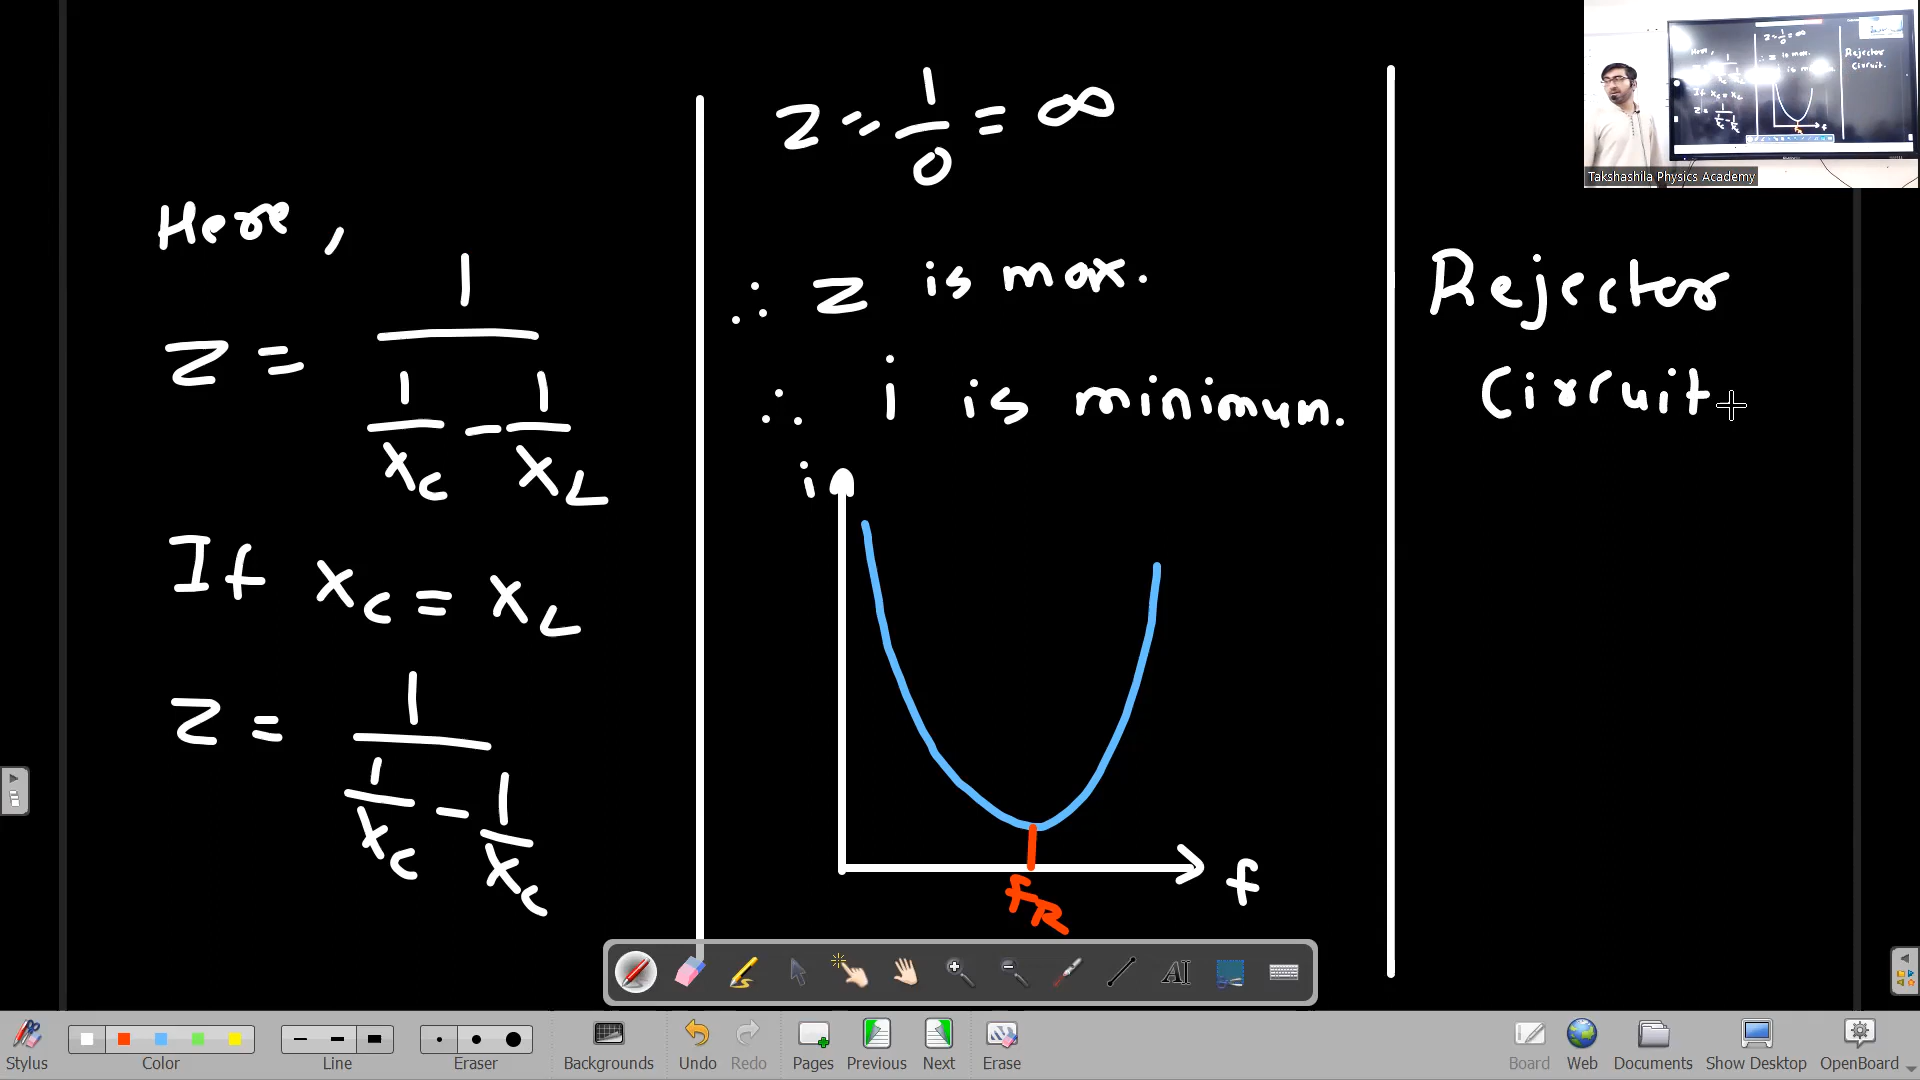 Here,
Z = 1 / (1/Xc - 1/XL)
If Xc = XL
Z = 1 / (1/Xc - 1/Xc)
Z = 1/0 = ∞
∴ Z is max.
∴ i is minimum.
i
f
fR
Rejector
Circuit
Takshashila Physics Academy
Stylus
Color
Line
Eraser
Backgrounds
Undo
Redo
Pages
Previous
Next
Erase
Board
Web
Documents
Show Desktop
OpenBoard